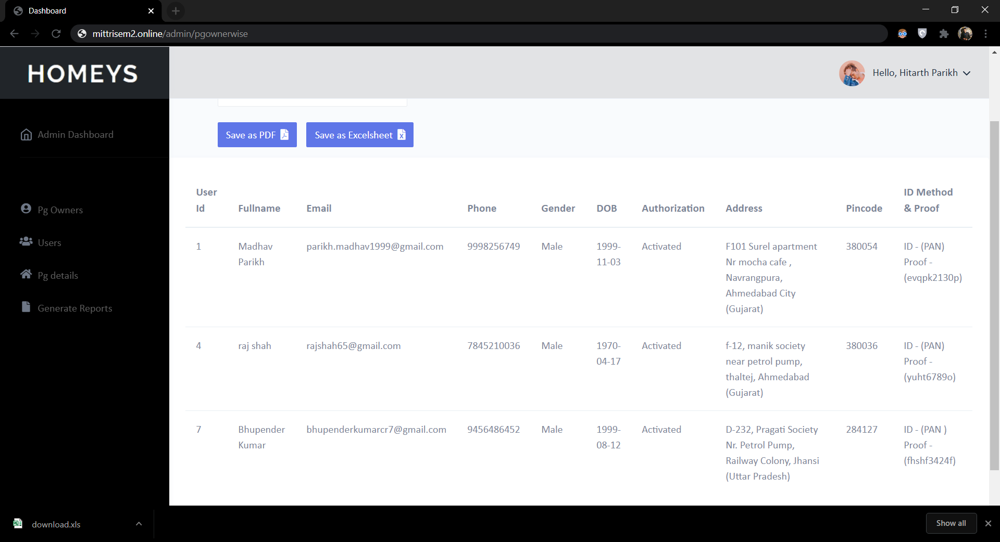 Dashboard
mittrisem2.online/admin/pgownerwise
HOMEYS
Hello, Hitarth Parikh
Admin Dashboard
Pg Owners
Users
Pg details
Generate Reports
Save as PDF
Save as Excelsheet
User Id Fullname Email Phone Gender DOB Authorization Address Pincode ID Method & Proof
1 Madhav parikh.madhav1999@gmail.com 9998256749 Male 1999- Activated F101 Surel apartment 380054 ID - (PAN)
Parikh 11-03 Nr mocha cafe , Proof -
Navrangpura, (evqpk2130p)
Ahmedabad City
(Gujarat)
4 raj shah rajshah65@gmail.com 7845210036 Male 1970- Activated f-12, manik society 380036 ID - (PAN)
04-17 near petrol pump, Proof -
thaltej, Ahmedabad (yuht6789o)
(Gujarat)
7 Bhupender bhupenderkumarcr7@gmail.com 9456486452 Male 1999- Activated D-232, Pragati Society 284127 ID - (PAN )
Kumar 08-12 Nr. Petrol Pump, Proof -
Railway Colony, Jhansi (fhshf3424f)
(Uttar Pradesh)
download.xls
Show all